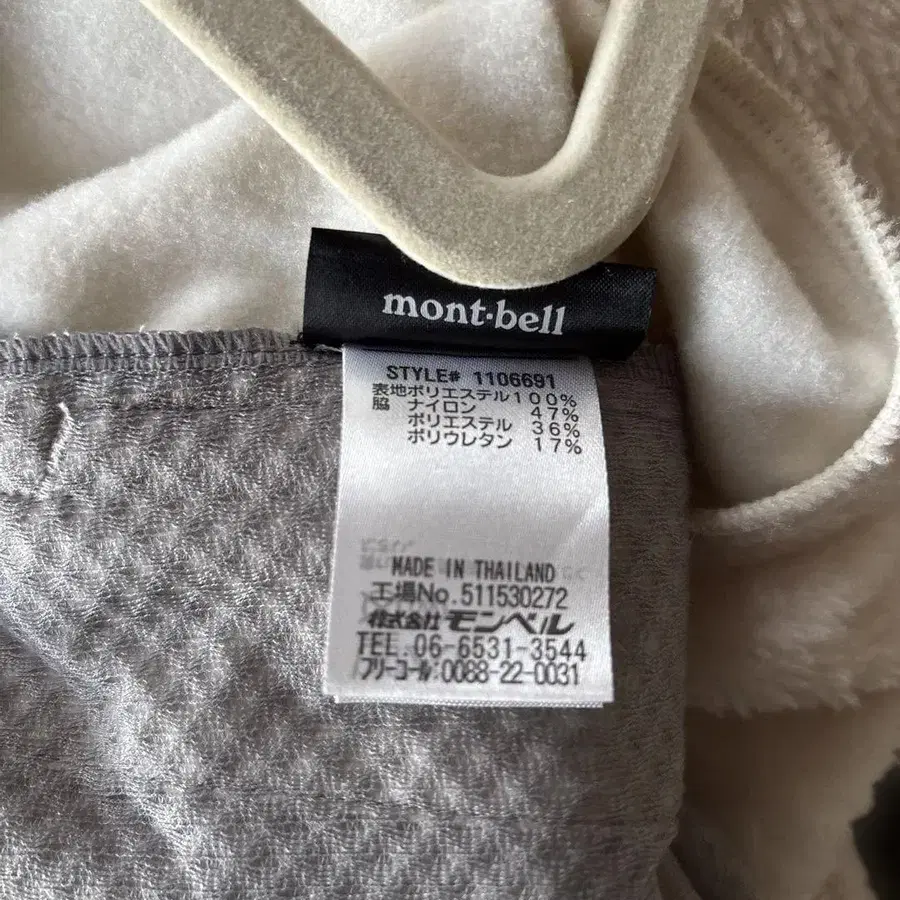 mont·bell
STYLE# 1106691
表地ポリエステル100%
脇 ナイロン 47%
ポリエステル 36%
ポリウレタン 17%
MADE IN THAILAND
工場No.511530272
株式会社モンベル
TEL.06-6531-3544
フリーコール:0088-22-0031